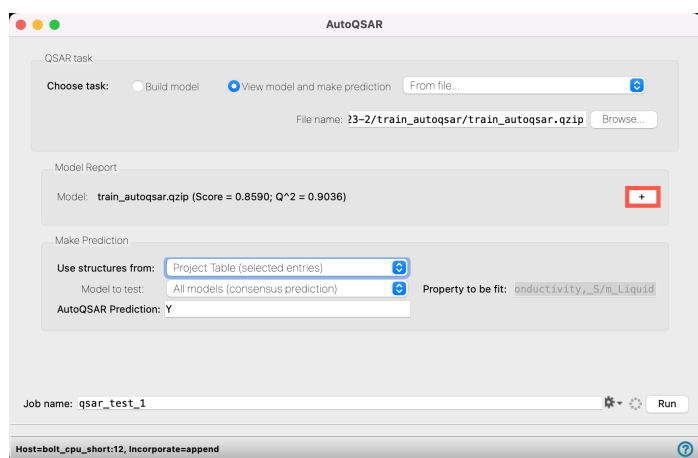 AutoQSAR
QSAR task
Choose task: Build model View model and make prediction From file...
File name: 23-2/train_autoqsar/train_autoqsar.qzip Browse...
Model Report
Model: train_autoqsar.qzip (Score = 0.8590; Q^2 = 0.9036) +
Make Prediction
Use structures from: Project Table (selected entries)
Model to test: All models (consensus prediction) Property to be fit: onductivity,_S/m_Liquid
AutoQSAR Prediction: Y
Job name: qsar_test_1 Run
Host=bolt_cpu_short:12, Incorporate=append ?